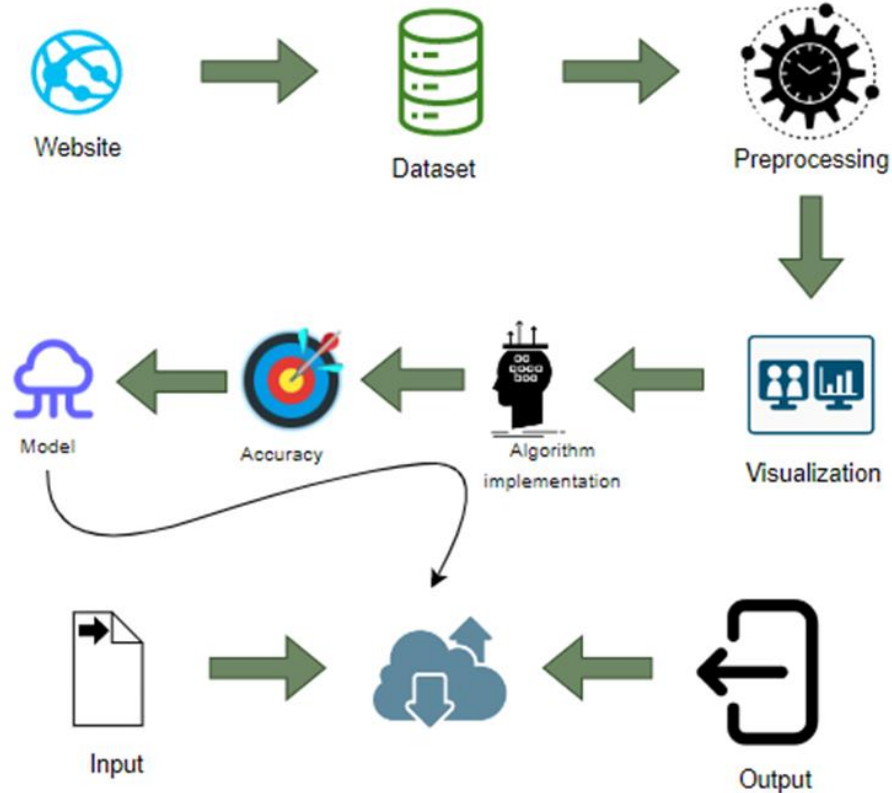 Website
Dataset
Preprocessing
Model
Accuracy
Algorithm
implementation
Visualization
Input
Output